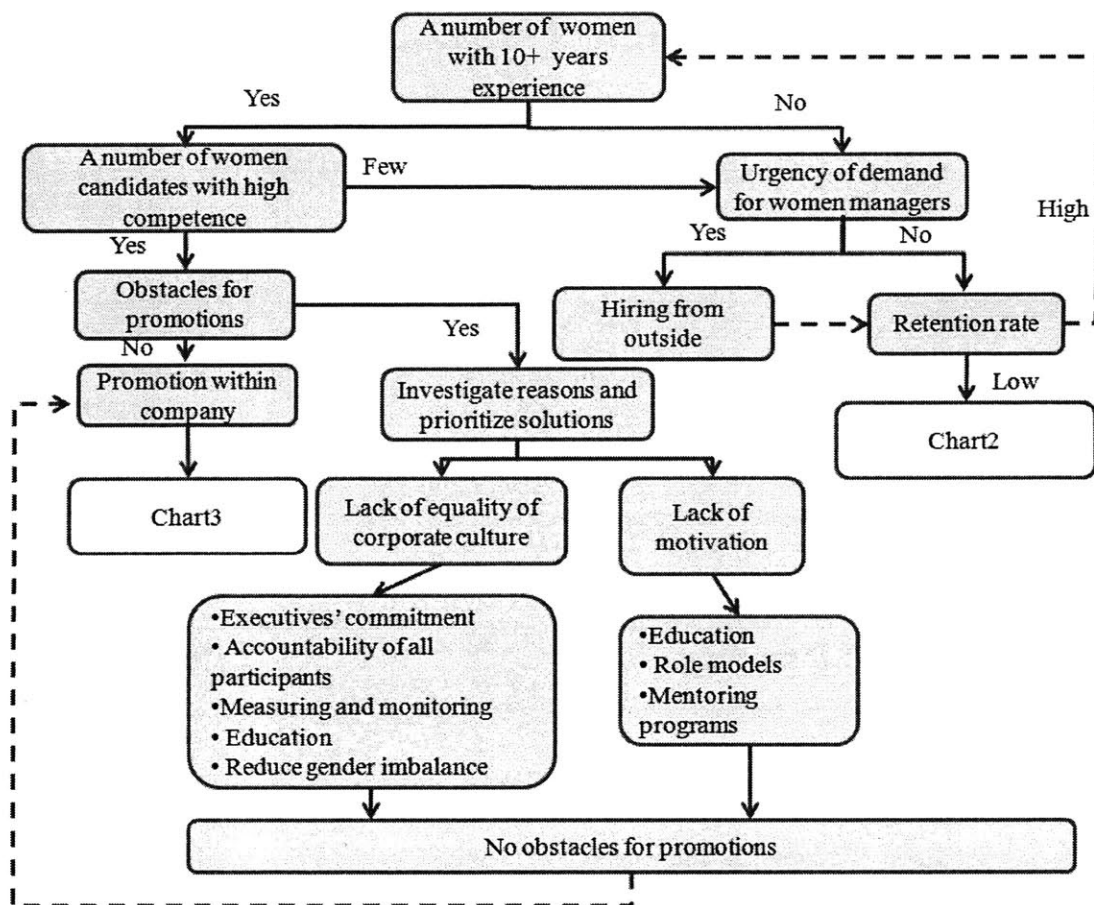 A number of women
with 10+ years
experience
Yes
No
A number of women
candidates with high
competence
Few
Urgency of demand
for women managers
High
Yes
Yes
No
Obstacles for
promotions
Yes
Hiring from
outside
Retention rate
No
Promotion within
company
Investigate reasons and
prioritize solutions
Low
Chart2
Chart3
Lack of equality of
corporate culture
Lack of
motivation
•Executives' commitment
• Accountability of all
participants
•Measuring and monitoring
• Education
• Reduce gender imbalance
•Education
• Role models
•Mentoring
programs
No obstacles for promotions